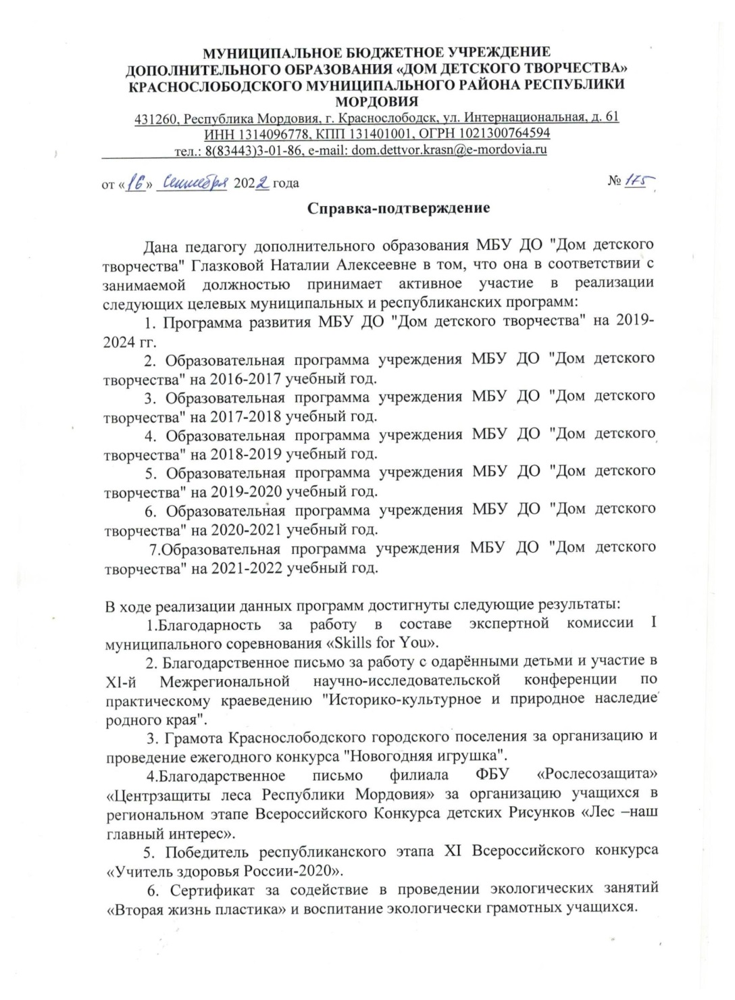 МУНИЦИПАЛЬНОЕ БЮДЖЕТНОЕ УЧРЕЖДЕНИЕ
ДОПОЛНИТЕЛЬНОГО ОБРАЗОВАНИЯ «ДОМ ДЕТСКОГО ТВОРЧЕСТВА»
КРАСНОСЛОБОДСКОГО МУНИЦИПАЛЬНОГО РАЙОНА РЕСПУБЛИКИ
МОРДОВИЯ
431260, Республика Мордовия, г. Краснослободск, ул. Интернациональная, д. 61
ИНН 1314096778, КПП 131401001, ОГРН 1021300764594
тел.: 8(83443)3-01-86, e-mail: dom.dettvor.krasn@e-mordovia.ru
от «16» Сентября 2022 года № 175
Справка-подтверждение
Дана педагогу дополнительного образования МБУ ДО "Дом детского
творчества" Глазковой Наталии Алексеевне в том, что она в соответствии с
занимаемой должностью принимает активное участие в реализации
следующих целевых муниципальных и республиканских программ:
1. Программа развития МБУ ДО "Дом детского творчества" на 2019-
2024 гг.
2. Образовательная программа учреждения МБУ ДО "Дом детского
творчества" на 2016-2017 учебный год.
3. Образовательная программа учреждения МБУ ДО "Дом детского
творчества" на 2017-2018 учебный год.
4. Образовательная программа учреждения МБУ ДО "Дом детского
творчества" на 2018-2019 учебный год.
5. Образовательная программа учреждения МБУ ДО "Дом детского
творчества" на 2019-2020 учебный год.
6. Образовательная программа учреждения МБУ ДО "Дом детского
творчества" на 2020-2021 учебный год.
7.Образовательная программа учреждения МБУ ДО "Дом детского
творчества" на 2021-2022 учебный год.
В ходе реализации данных программ достигнуты следующие результаты:
1.Благодарность за работу в составе экспертной комиссии I
муниципального соревнования «Skills for You».
2. Благодарственное письмо за работу с одарёнными детьми и участие в
XI-й Межрегиональной научно-исследовательской конференции по
практическому краеведению "Историко-культурное и природное наследие
родного края".
3. Грамота Краснослободского городского поселения за организацию и
проведение ежегодного конкурса "Новогодняя игрушка".
4.Благодарственное письмо филиала ФБУ «Рослесозащита»
«Центрзащиты леса Республики Мордовия» за организацию учащихся в
региональном этапе Всероссийского Конкурса детских Рисунков «Лес –наш
главный интерес».
5. Победитель республиканского этапа XI Всероссийского конкурса
«Учитель здоровья России-2020».
6. Сертификат за содействие в проведении экологических занятий
«Вторая жизнь пластика» и воспитание экологически грамотных учащихся.